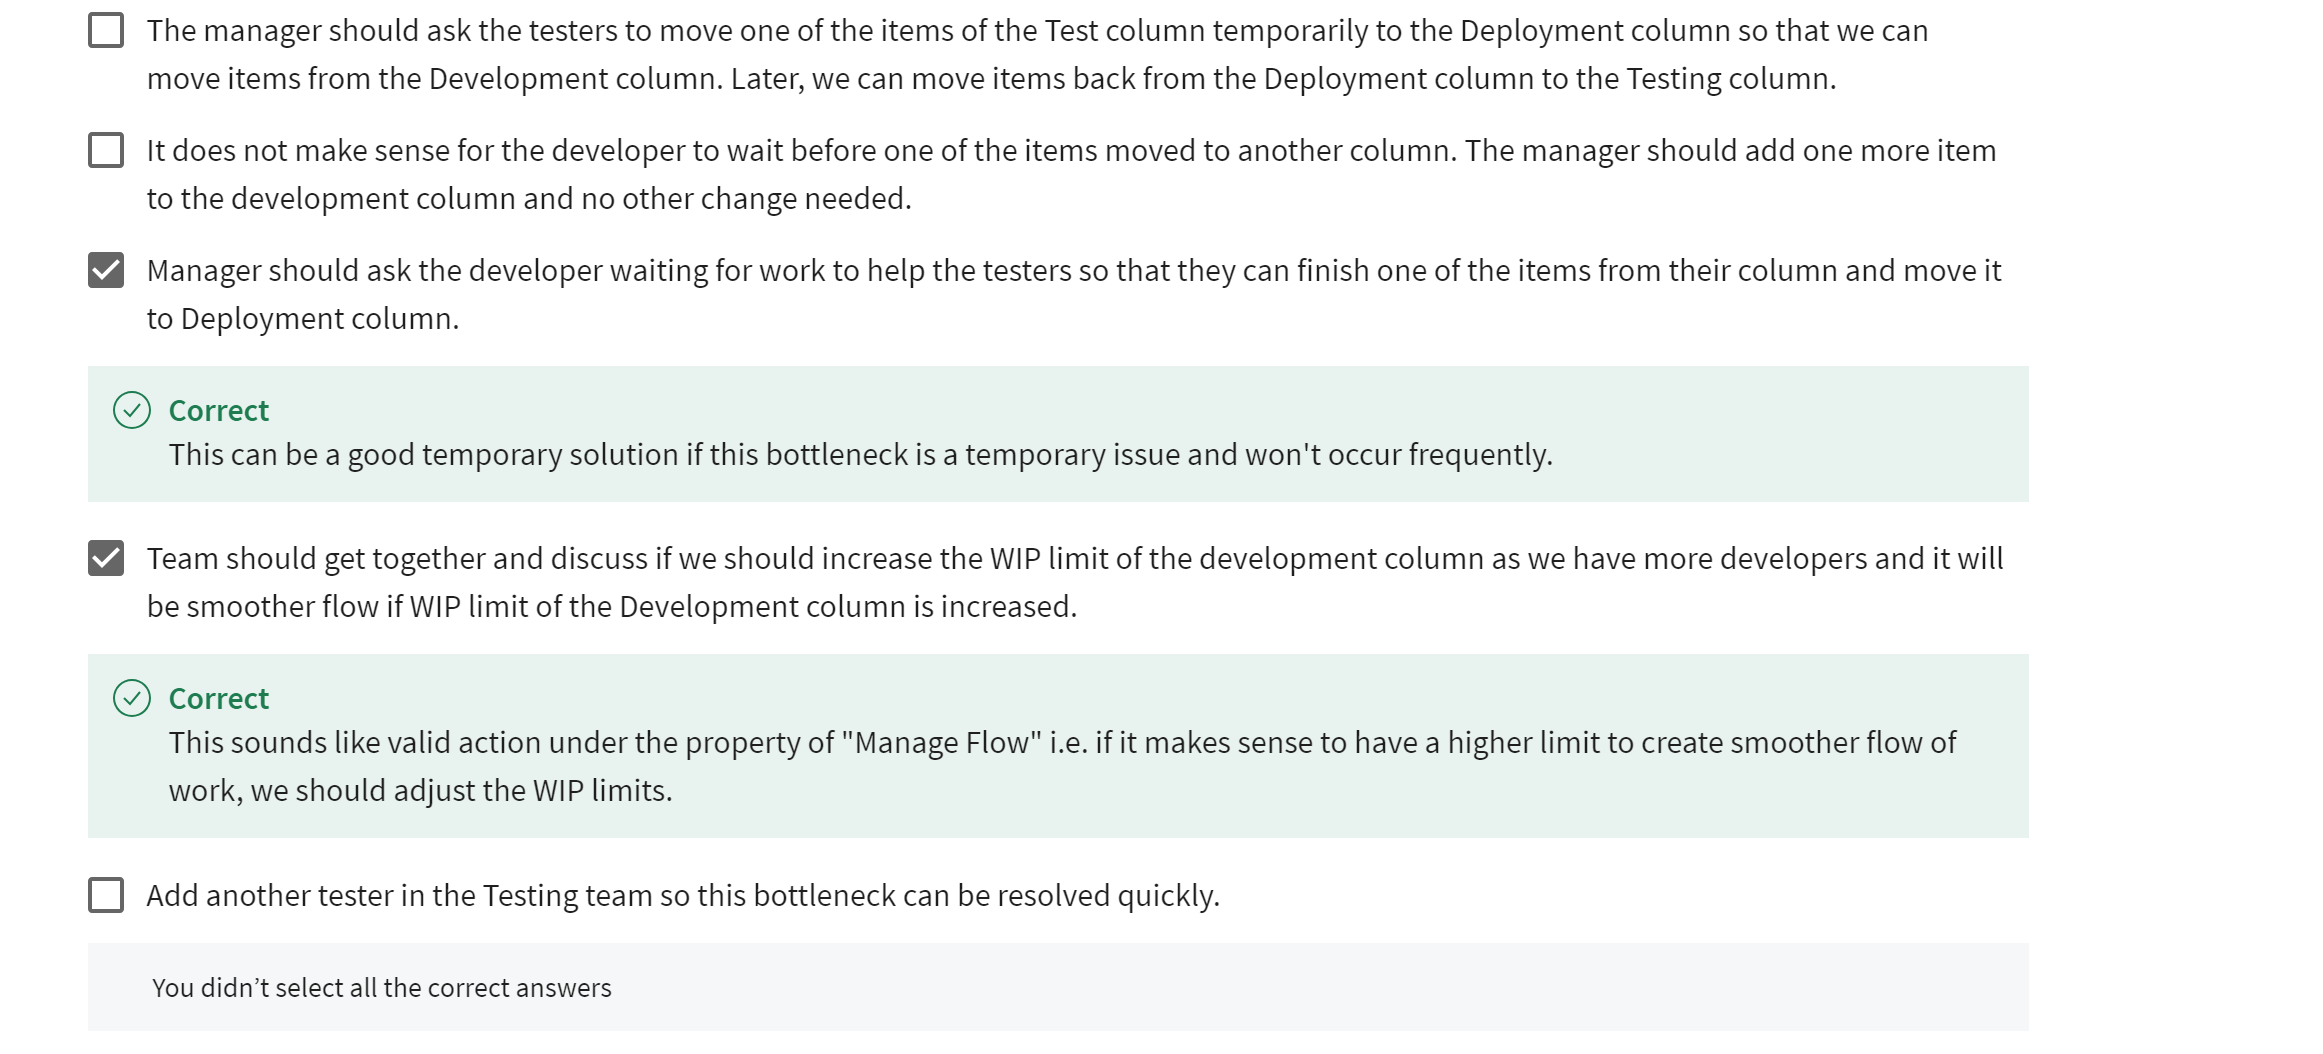 The manager should ask the testers to move one of the items of the Test column temporarily to the Deployment column so that we can
move items from the Development column. Later, we can move items back from the Deployment column to the Testing column.
It does not make sense for the developer to wait before one of the items moved to another column. The manager should add one more item
to the development column and no other change needed.
Manager should ask the developer waiting for work to help the testers so that they can finish one of the items from their column and move it
to Deployment column.
Correct
This can be a good temporary solution if this bottleneck is a temporary issue and won't occur frequently.
Team should get together and discuss if we should increase the WIP limit of the development column as we have more developers and it will
be smoother flow if WIP limit of the Development column is increased.
Correct
This sounds like valid action under the property of "Manage Flow" i.e. if it makes sense to have a higher limit to create smoother flow of
work, we should adjust the WIP limits.
Add another tester in the Testing team so this bottleneck can be resolved quickly.
You didn’t select all the correct answers